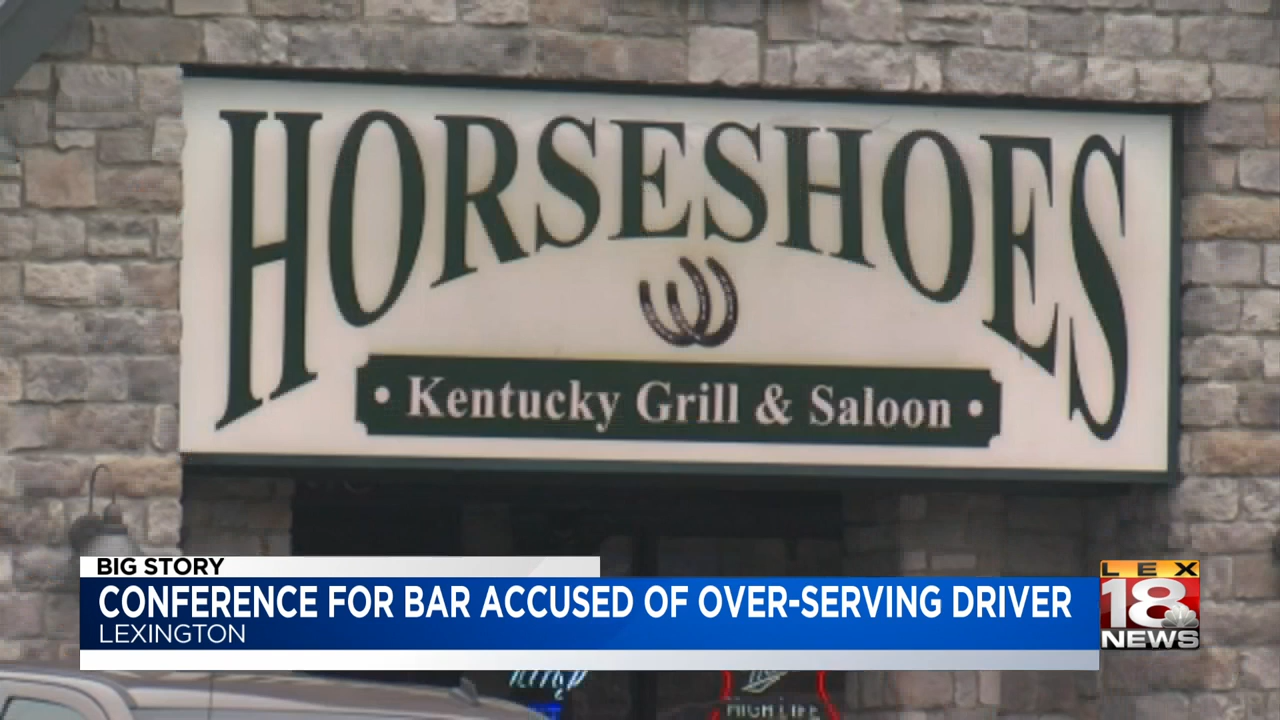 HORSESHOES
• Kentucky Grill & Saloon •
BIG STORY
CONFERENCE FOR BAR ACCUSED OF OVER-SERVING DRIVER
LEXINGTON
LEX
18
NEWS
HIGH LIFE